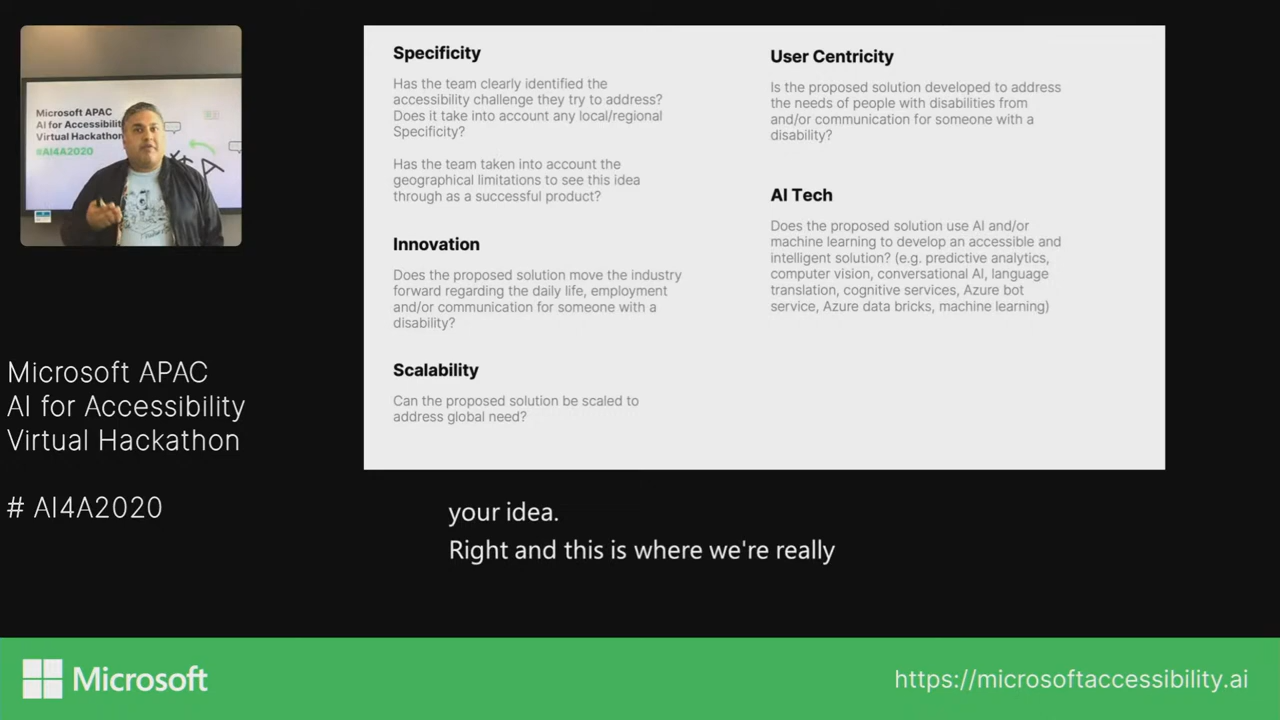 Microsoft APAC
AI for Accessibility
Virtual Hackathon
#AI4A2020
Microsoft APAC
AI for Accessibility
Virtual Hackathon
# AI4A2020
Specificity
Has the team clearly identified the
accessibility challenge they try to address?
Does it take into account any local/regional
Specificity?
Has the team taken into account the
geographical limitations to see this idea
through as a successful product?
Innovation
Does the proposed solution move the industry
forward regarding the daily life, employment
and/or communication for someone with a
disability?
Scalability
Can the proposed solution be scaled to
address global need?
User Centricity
Is the proposed solution developed to address
the needs of people with disabilities from
and/or communication for someone with a
disability?
AI Tech
Does the proposed solution use AI and/or
machine learning to develop an accessible and
intelligent solution? (e.g. predictive analytics,
computer vision, conversational AI, language
translation, cognitive services, Azure bot
service, Azure data bricks, machine learning)
your idea.
Right and this is where we're really
Microsoft
https://microsoftaccessibility.ai